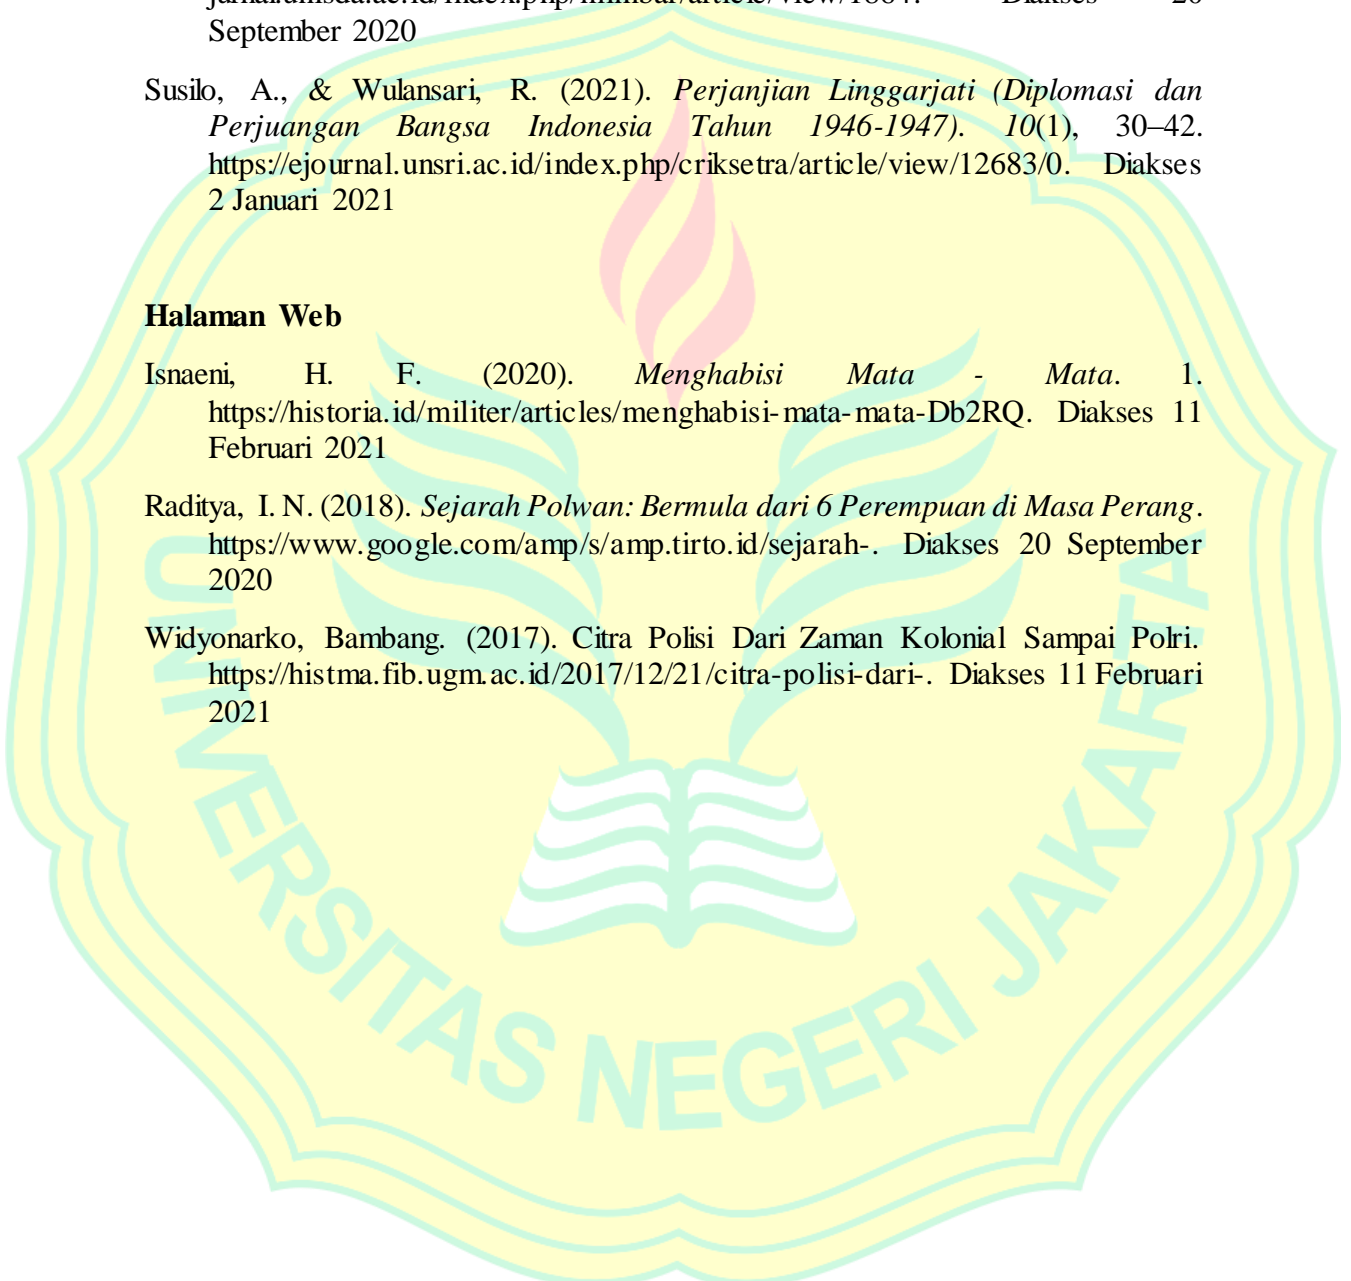 September 2020
Susilo, A., & Wulansari, R. (2021). Perjanjian Linggarjati (Diplomasi dan
Perjuangan Bangsa Indonesia Tahun 1946-1947). 10(1), 30–42.
https://ejournal.unsri.ac.id/index.php/criksetra/article/view/12683/0. Diakses
2 Januari 2021
Halaman Web
Isnaeni, H. F. (2020). Menghabisi Mata - Mata. 1.
https://historia.id/militer/articles/menghabisi-mata-mata-Db2RQ. Diakses 11
Februari 2021
Raditya, I. N. (2018). Sejarah Polwan: Bermula dari 6 Perempuan di Masa Perang.
https://www.google.com/amp/s/amp.tirto.id/sejarah-. Diakses 20 September
2020
Widyonarko, Bambang. (2017). Citra Polisi Dari Zaman Kolonial Sampai Polri.
https://histma.fib.ugm.ac.id/2017/12/21/citra-polisi-dari-. Diakses 11 Februari
2021
UNIVERSITAS NEGERI JAKARTA